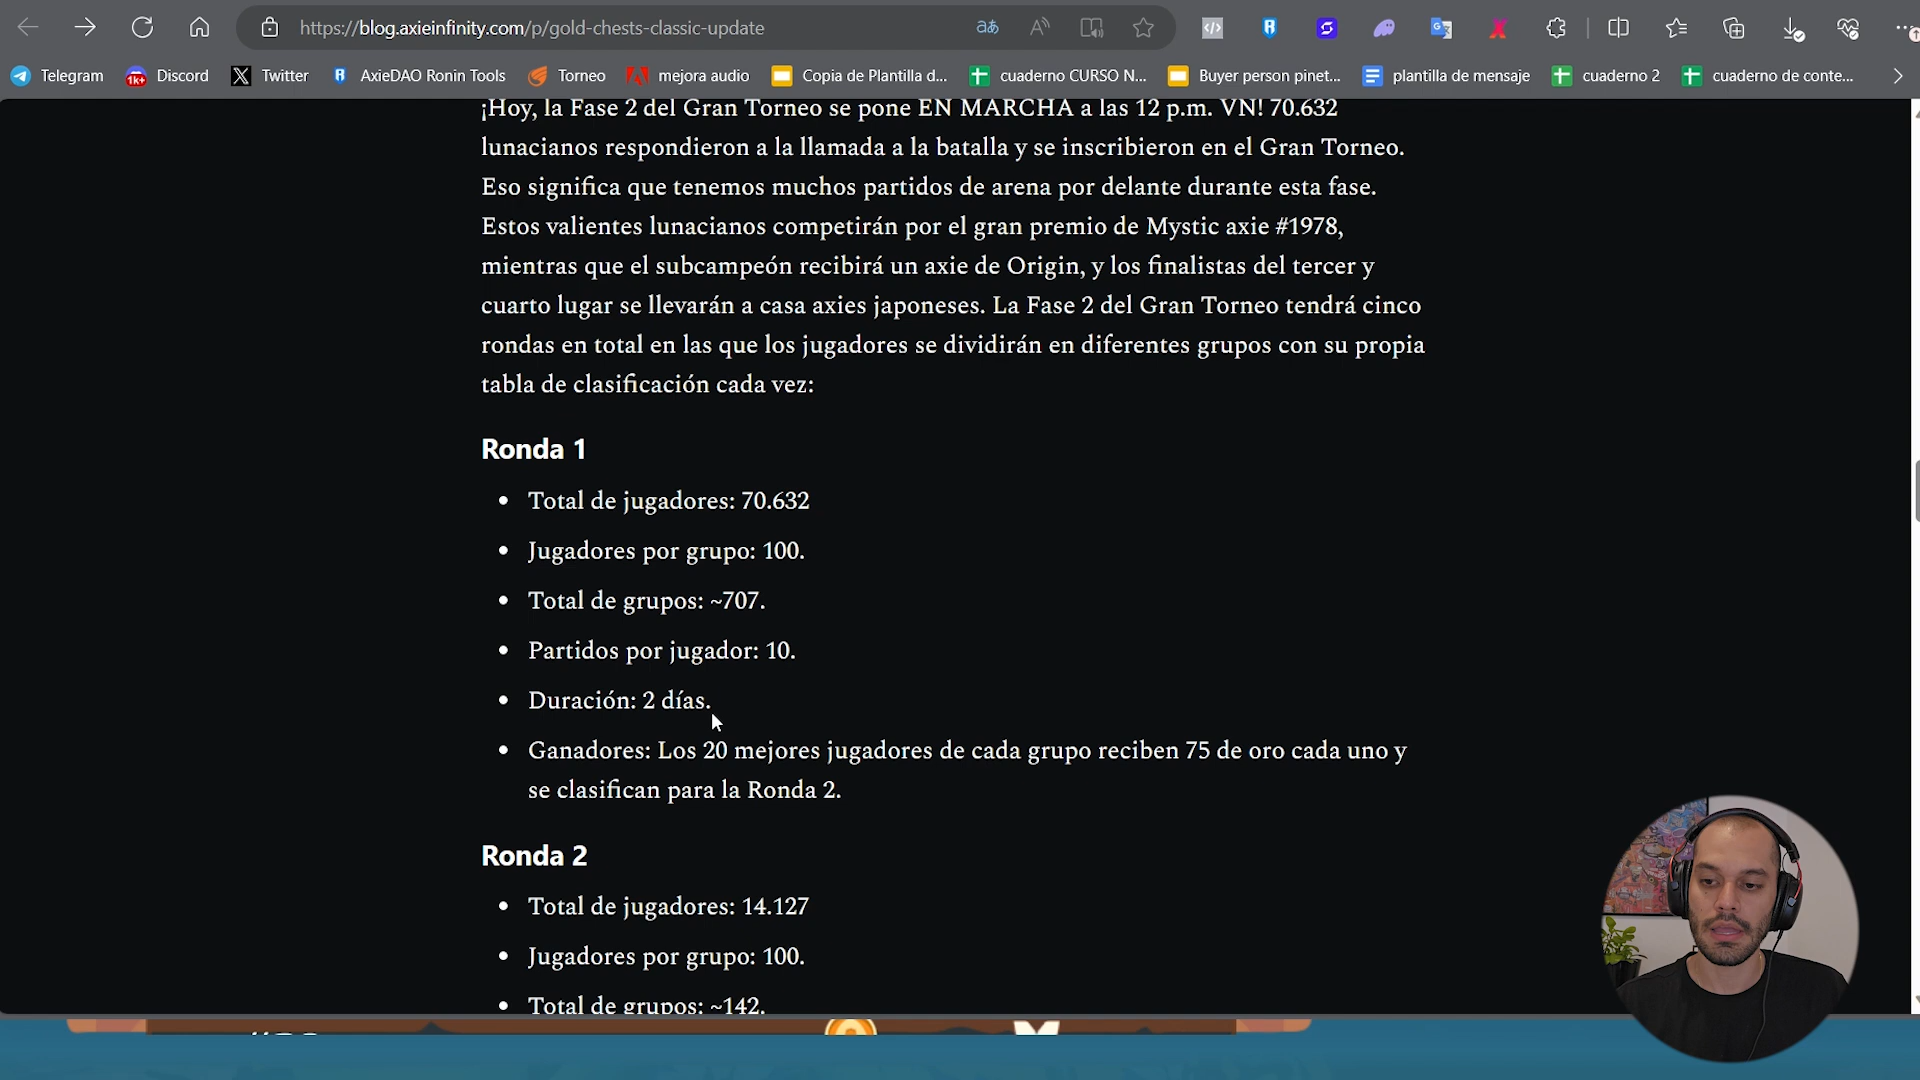 https://blog.axieinfinity.com/p/gold-chests-classic-update
Telegram
1k+
Discord
Twitter
AxieDAO Ronin Tools
Torneo
mejora audio
Copia de Plantilla d...
cuaderno CURSO N...
Buyer person pinet...
plantilla de mensaje
cuaderno 2
cuaderno de conte...
¡Hoy, la Fase 2 del Gran Torneo se pone EN MARCHA a las 12 p.m. VN! 70.632
lunacianos respondieron a la llamada a la batalla y se inscribieron en el Gran Torneo.
Eso significa que tenemos muchos partidos de arena por delante durante esta fase.
Estos valientes lunacianos competirán por el gran premio de Mystic axie #1978,
mientras que el subcampeón recibirá un axie de Origin, y los finalistas del tercer y
cuarto lugar se llevarán a casa axies japoneses. La Fase 2 del Gran Torneo tendrá cinco
rondas en total en las que los jugadores se dividirán en diferentes grupos con su propia
tabla de clasificación cada vez:
Ronda 1
• Total de jugadores: 70.632
• Jugadores por grupo: 100.
• Total de grupos: ~707.
• Partidos por jugador: 10.
• Duración: 2 días.
• Ganadores: Los 20 mejores jugadores de cada grupo reciben 75 de oro cada uno y
se clasifican para la Ronda 2.
Ronda 2
• Total de jugadores: 14.127
• Jugadores por grupo: 100.
• Total de grupos: ~142.